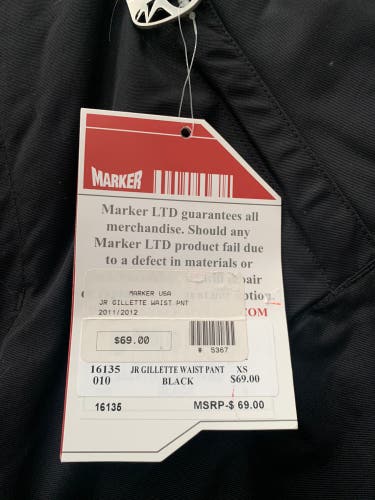 MARKER
Marker LTD guarantees all
merchandise. Should any
Marker LTD product fail due
to a defect in materials or
option.
COM
MARKER USA
JR GILLETTE WAIST PNT
2011/2012
$69.00
# 5367
16135 JR GILLETTE WAIST PANT XS
010 BLACK $69.00
16135 MSRP-$ 69.00